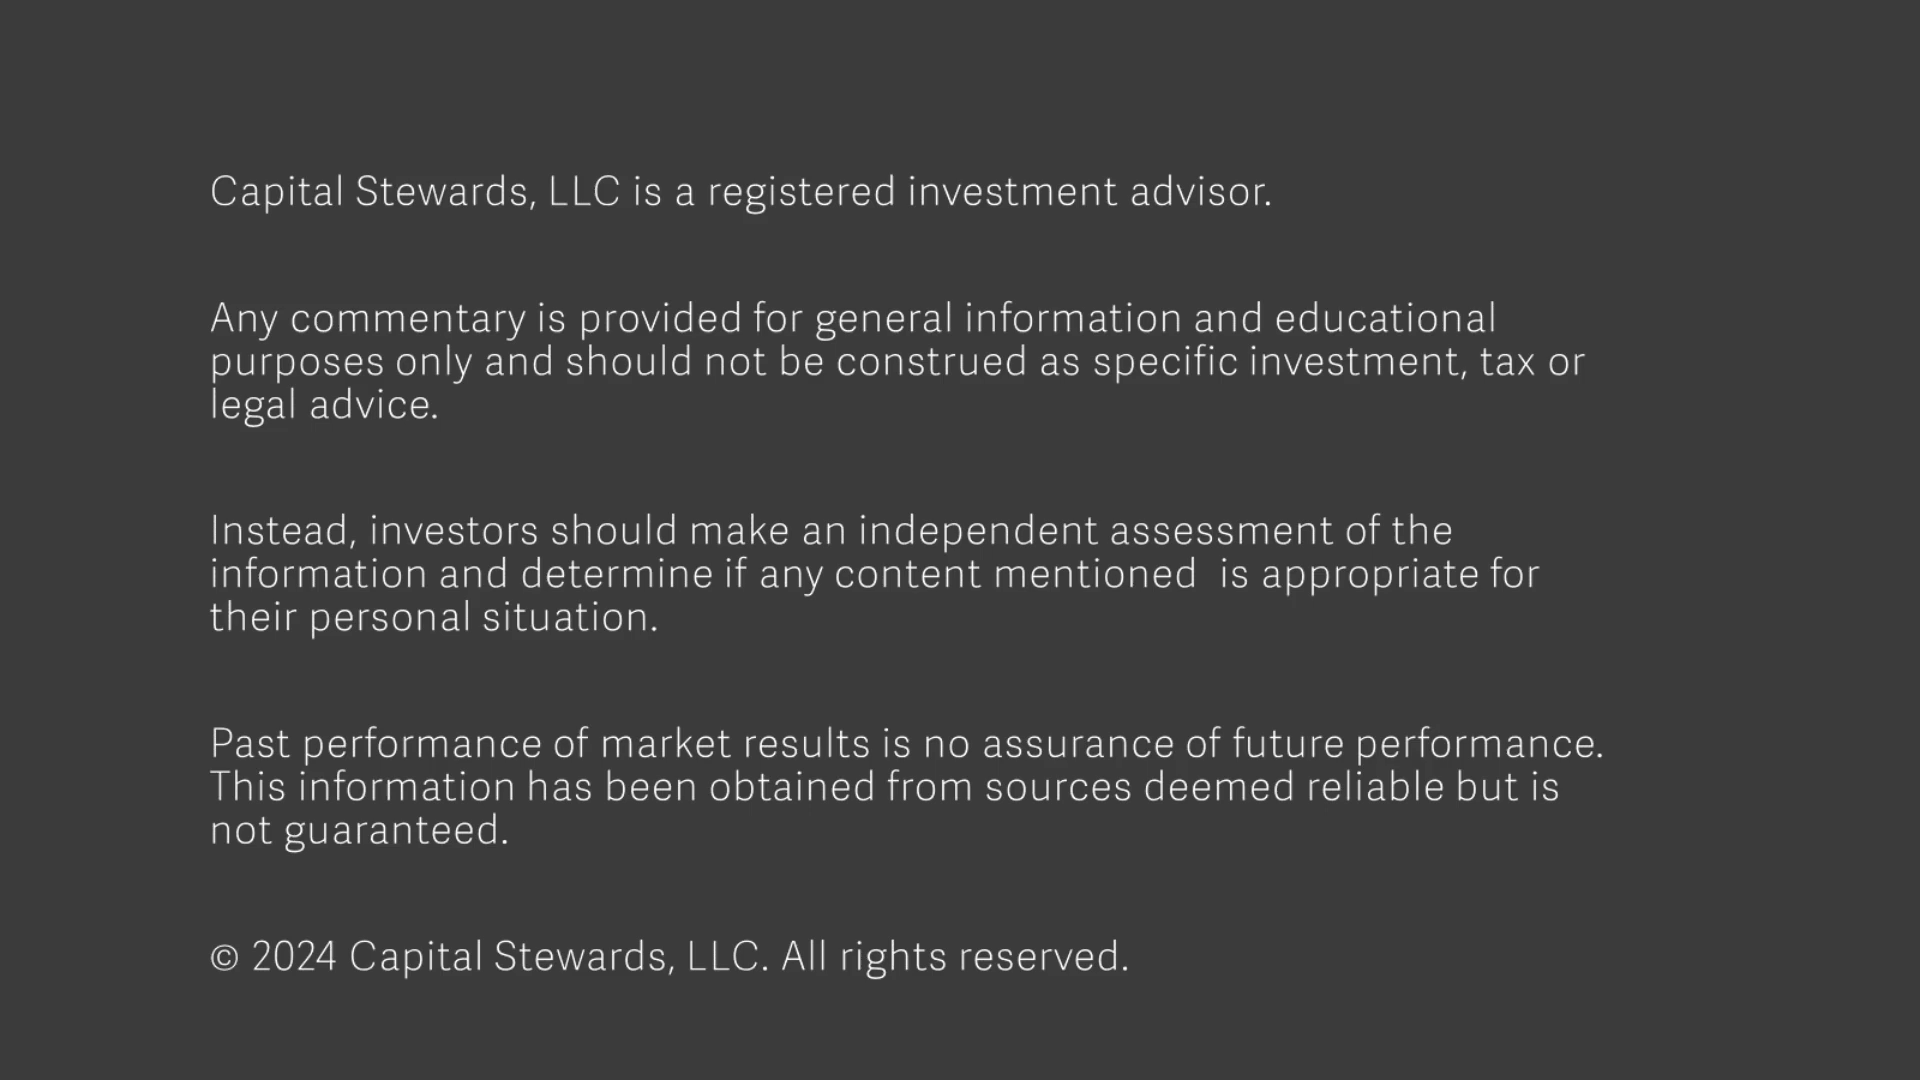 Capital Stewards, LLC is a registered investment advisor.
Any commentary is provided for general information and educational
purposes only and should not be construed as specific investment, tax or
legal advice.
Instead, investors should make an independent assessment of the
information and determine if any content mentioned  is appropriate for
their personal situation.
Past performance of market results is no assurance of future performance.
This information has been obtained from sources deemed reliable but is
not guaranteed.
© 2024 Capital Stewards, LLC. All rights reserved.